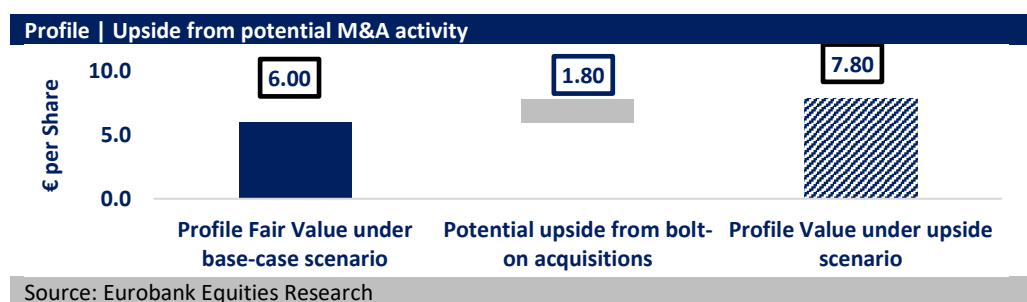 Profile | Upside from potential M&A activity
€ per Share
10.0
5.0
0.0
6.00
1.80
7.80
Profile Fair Value under
base-case scenario
Potential upside from bolt-
on acquisitions
Profile Value under upside
scenario
Source: Eurobank Equities Research